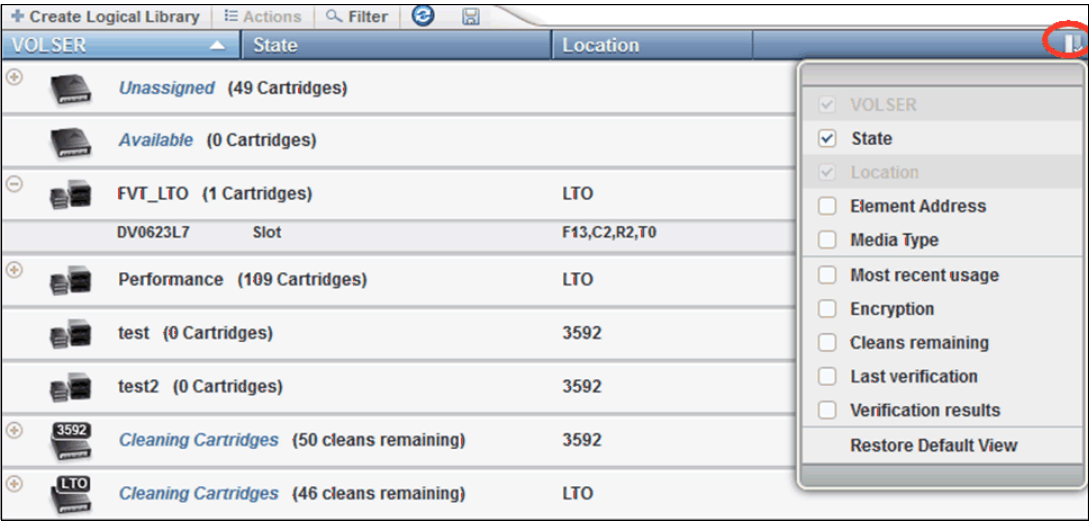 Create Logical Library Actions Filter
VOLSER State Location
Unassigned (49 Cartridges)
Available (0 Cartridges)
FVT_LTO (1 Cartridges) LTO
DV0623L7 Slot F13,C2,R2,T0
Performance (109 Cartridges) LTO
test (0 Cartridges) 3592
test2 (0 Cartridges) 3592
3592 Cleaning Cartridges (50 cleans remaining) 3592
LTO Cleaning Cartridges (46 cleans remaining) LTO
VOLSER
State
Location
Element Address
Media Type
Most recent usage
Encryption
Cleans remaining
Last verification
Verification results
Restore Default View